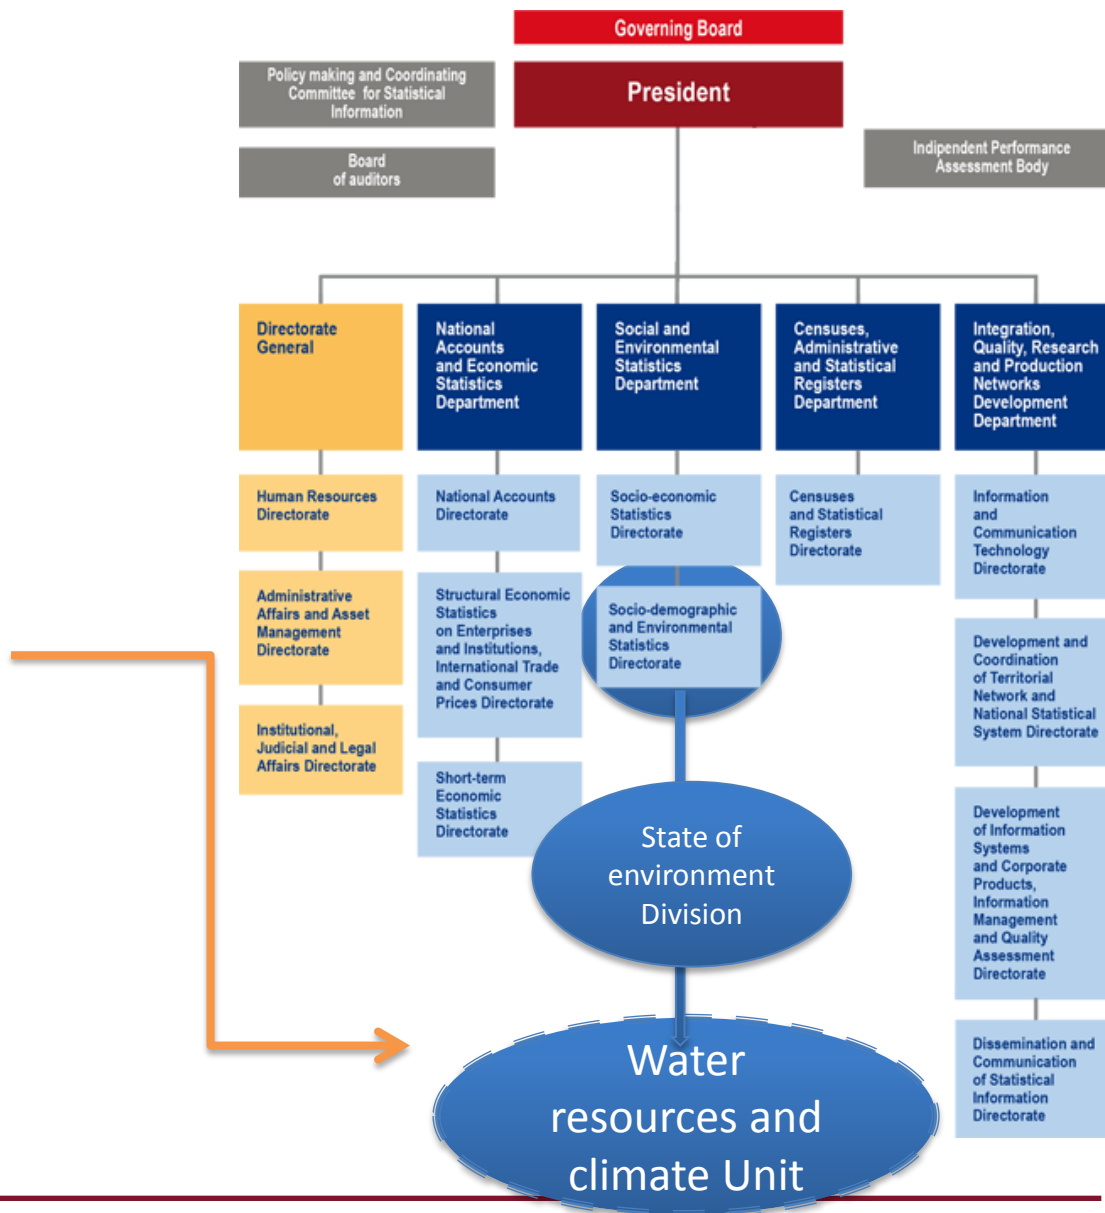 Governing Board
Policy making and Coordinating
Committee for Statistical
Information
President
Board
of auditors
Indipendent Performance
Assessment Body
Directorate
General
National
Accounts
and Economic
Statistics
Department
Social and
Environmental
Statistics
Department
Censuses,
Administrative
and Statistical
Registers
Department
Integration,
Quality, Research
and Production
Networks
Development
Department
Human Resources
Directorate
Administrative
Affairs and Asset
Management
Directorate
Institutional,
Judicial and Legal
Affairs Directorate
National Accounts
Directorate
Structural Economic
Statistics
on Enterprises
and Institutions,
International Trade
and Consumer
Prices Directorate
Short-term
Economic
Statistics
Directorate
Socio-economic
Statistics
Directorate
Socio-demographic
and Environmental
Statistics
Directorate
Censuses
and Statistical
Registers
Directorate
Information
and
Communication
Technology
Directorate
Development and
Coordination
of Territorial
Network and
National Statistical
System Directorate
Development
of Information
Systems
and Corporate
Products,
Information
Management
and Quality
Assessment
Directorate
Dissemination and
Communication
of Statistical
Information
Directorate
State of
environment
Division
Water
resources and
climate Unit